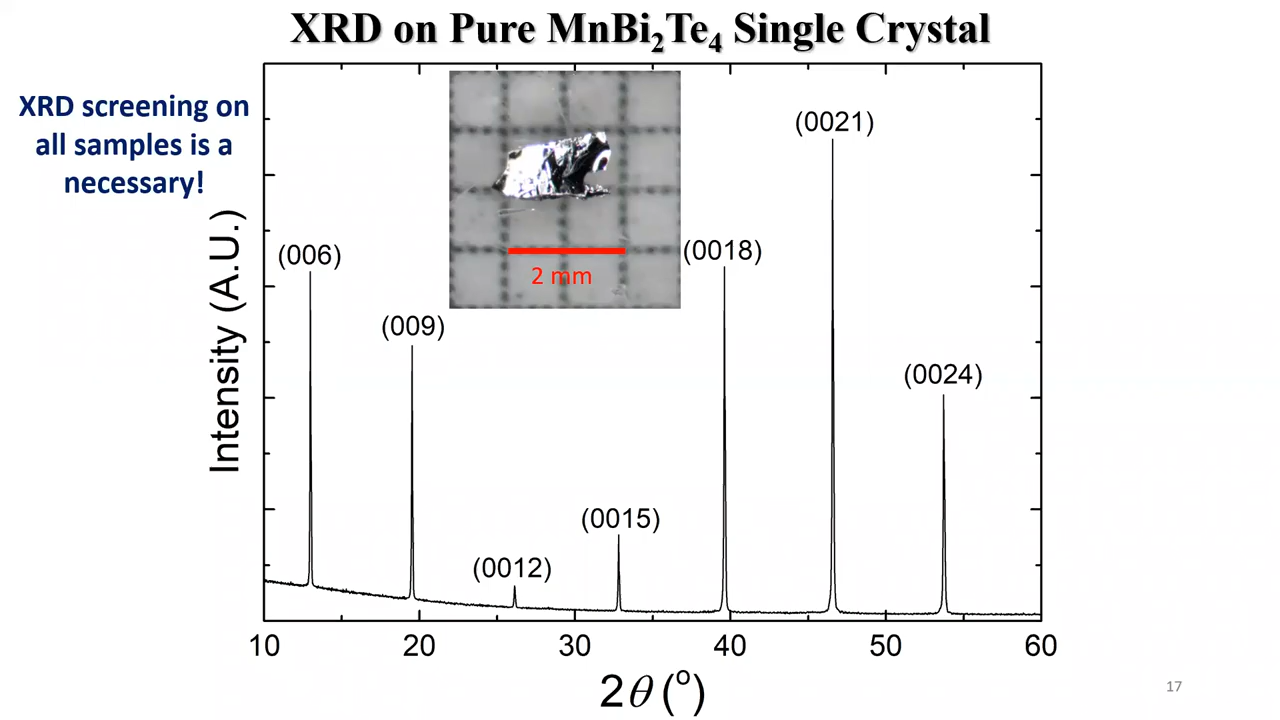 XRD on Pure MnBi₂Te₄ Single Crystal
XRD screening on
all samples is a
necessary!
(0021)
(006)
(0018)
2 mm
(009)
(0024)
(0015)
(0012)
Intensity (A.U.)
10 20 30 40 50 60
2θ (°)
17